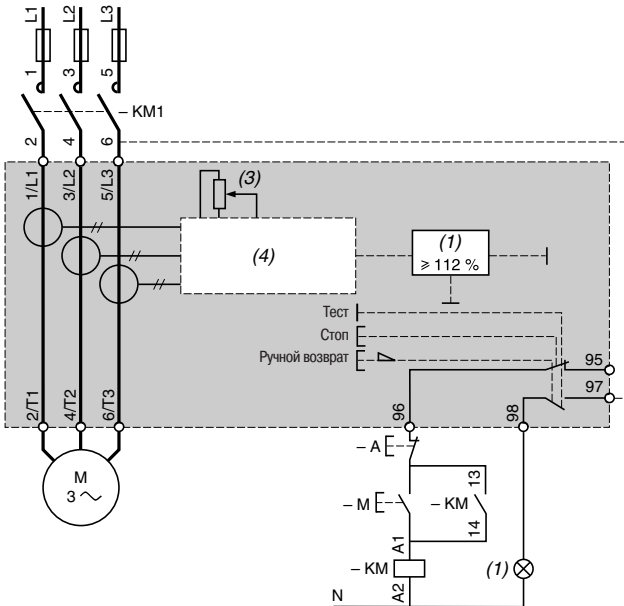 L1 L2 L3
1 3 5
– KM1
2 4 6
1/L1 3/L2 5/L3
(3)
(4)
(1)
≥ 112 %
Тест
Стоп
Ручной возврат
95
97
2/T1 4/T2 6/T3
96 98
– A
M
3
13
– M – KM
14
A1
– KM (1)
A2
N